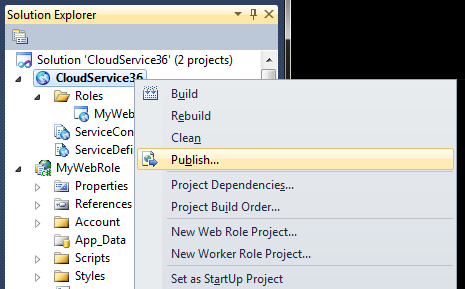 Solution Explorer
Solution 'CloudService36' (2 projects)
CloudService36
Roles
MyWeb
ServiceCon
ServiceDefi
MyWebRole
Properties
References
Account
App_Data
Scripts
Styles
Build
Rebuild
Clean
Publish...
Project Dependencies...
Project Build Order...
New Web Role Project...
New Worker Role Project...
Set as StartUp Project